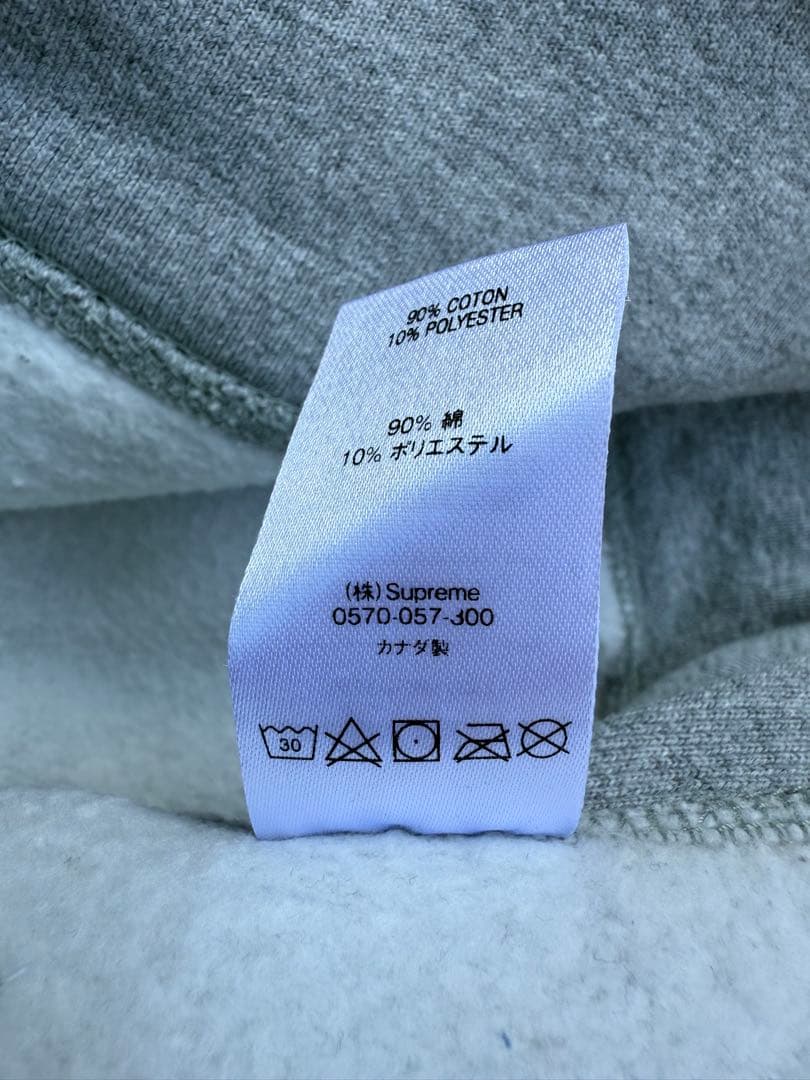 90% COTON
10% POLYESTER
90% 綿
10% ポリエステル
(株)Supreme
0570-057-300
カナダ製
30